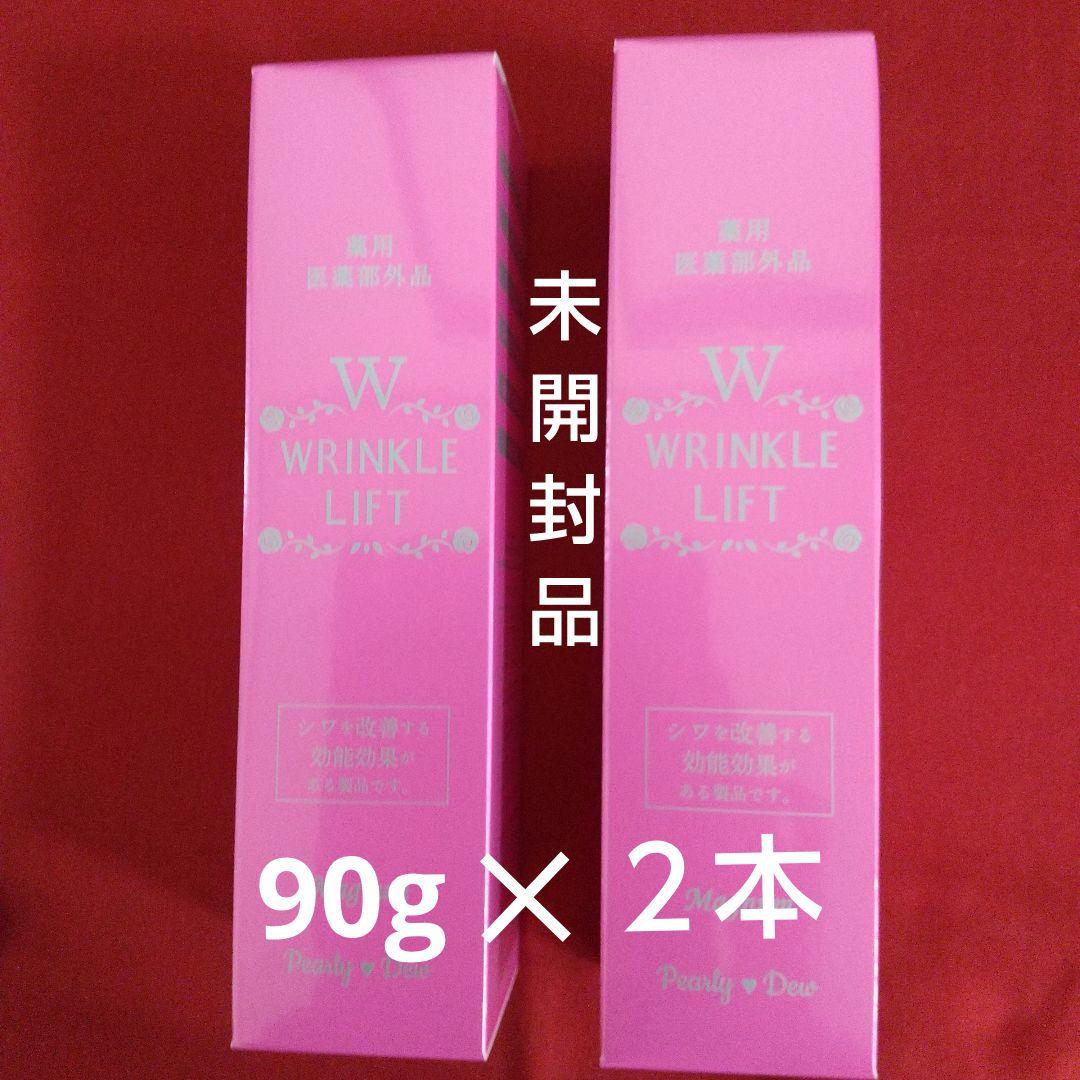 薬用
医薬部外品
W
WRINKLE
LIFT
シワを改善する
効能効果が
ある製品です。
Pearly♥Dew
薬用
医薬部外品
W
WRINKLE
LIFT
シワを改善する
効能効果が
ある製品です。
Pearly♥Dew
未開封品
90g×2本